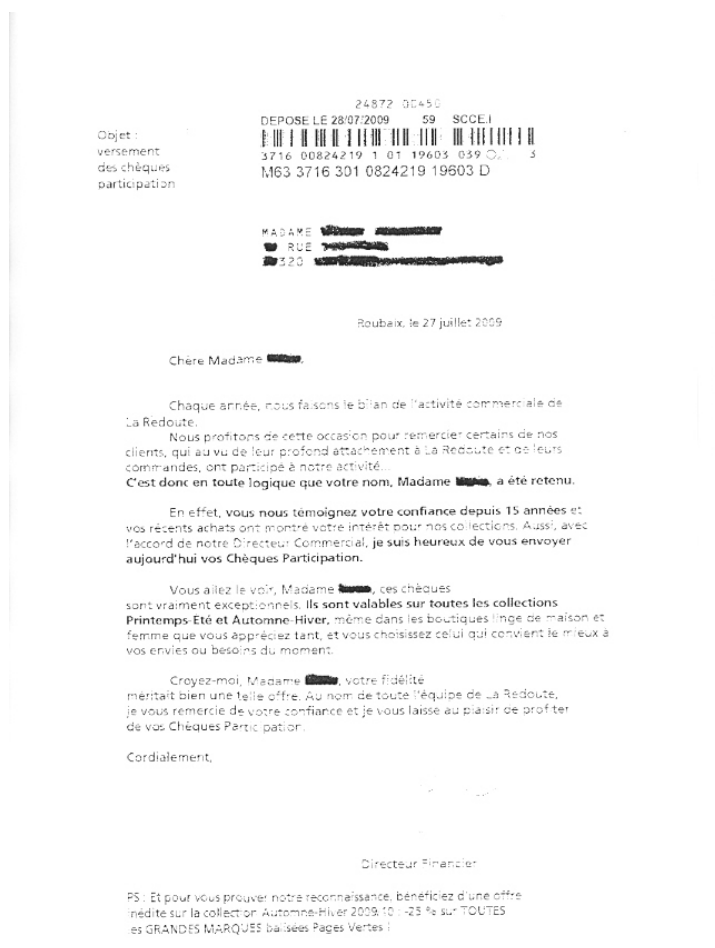 24872 00450
DEPOSE LE 28/07/2009 59 SCCE.I
Objet :
versement
des chèques
participation
3716 00824219 1 01 19603 039 3
M63 3716 301 0824219 19603 D
MADAME
RUE
320
Roubaix, le 27 juillet 2009
Chère Madame ,
Chaque année, nous faisons le bilan de l'activité commerciale de
La Redoute.
Nous profitons de cette occasion pour remercier certains de nos
clients, qui au vu de leur profond attachement à La Redoute et de leurs
commandes, ont participé à notre activité...
C'est donc en toute logique que votre nom, Madame , a été retenu.
En effet, vous nous témoignez votre confiance depuis 15 années et
vos récents achats ont montré votre intérêt pour nos collections. Aussi, avec
l'accord de notre Directeur Commercial, je suis heureux de vous envoyer
aujourd'hui vos Chèques Participation.
Vous allez le voir, Madame , ces chèques
sont vraiment exceptionnels. Ils sont valables sur toutes les collections
Printemps-Eté et Automne-Hiver, même dans les boutiques linge de maison et
femme que vous appréciez tant, et vous choisissez celui qui convient le mieux à
vos envies ou besoins du moment.
Croyez-moi, Madame , votre fidélité
méritait bien une telle offre. Au nom de toute l'équipe de La Redoute,
je vous remercie de votre confiance et je vous laisse au plaisir de profiter
de vos Chèques Participation.
Cordialement,
Directeur Financier
PS : Et pour vous prouver notre reconnaissance, bénéficiez d'une offre
inédite sur la collection Automne-Hiver 2009/10 : -25 % sur TOUTES
les GRANDES MARQUES balisées Pages Vertes !